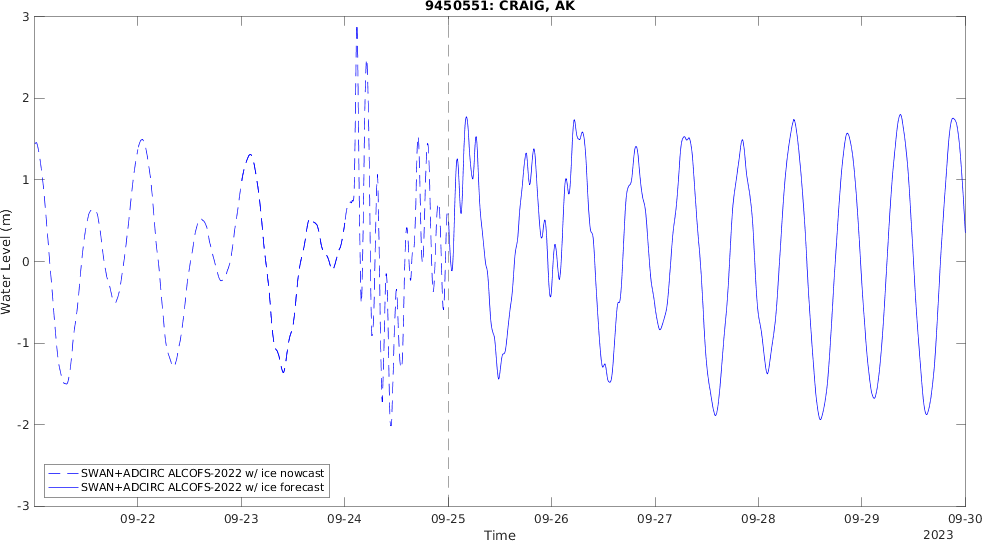 9450551: CRAIG, AK
3
2
1
0
-1
-2
-3
Water Level (m)
SWAN+ADCIRC ALCOFS-2022 w/ ice nowcast
SWAN+ADCIRC ALCOFS-2022 w/ ice forecast
09-22 09-23 09-24 09-25 09-26 09-27 09-28 09-29 09-30
Time
2023